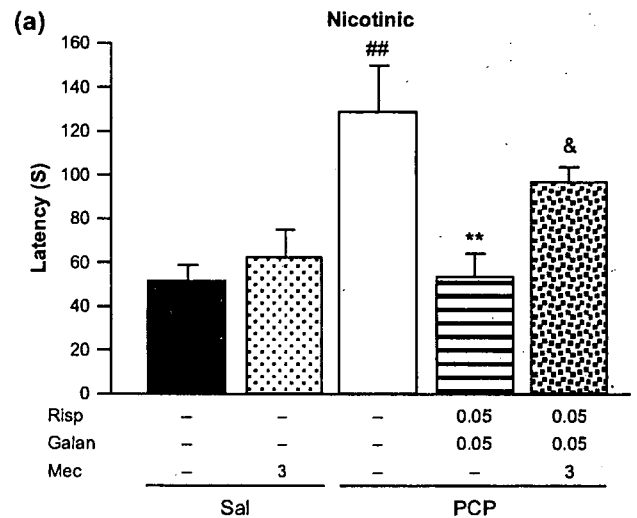 (a)
Nicotinic
160
140
120
100
80
60
40
20
0
Latency (S)
##
**
&
Risp – – – 0.05 0.05
Galan – – – 0.05 0.05
Mec – 3 – – 3
Sal PCP